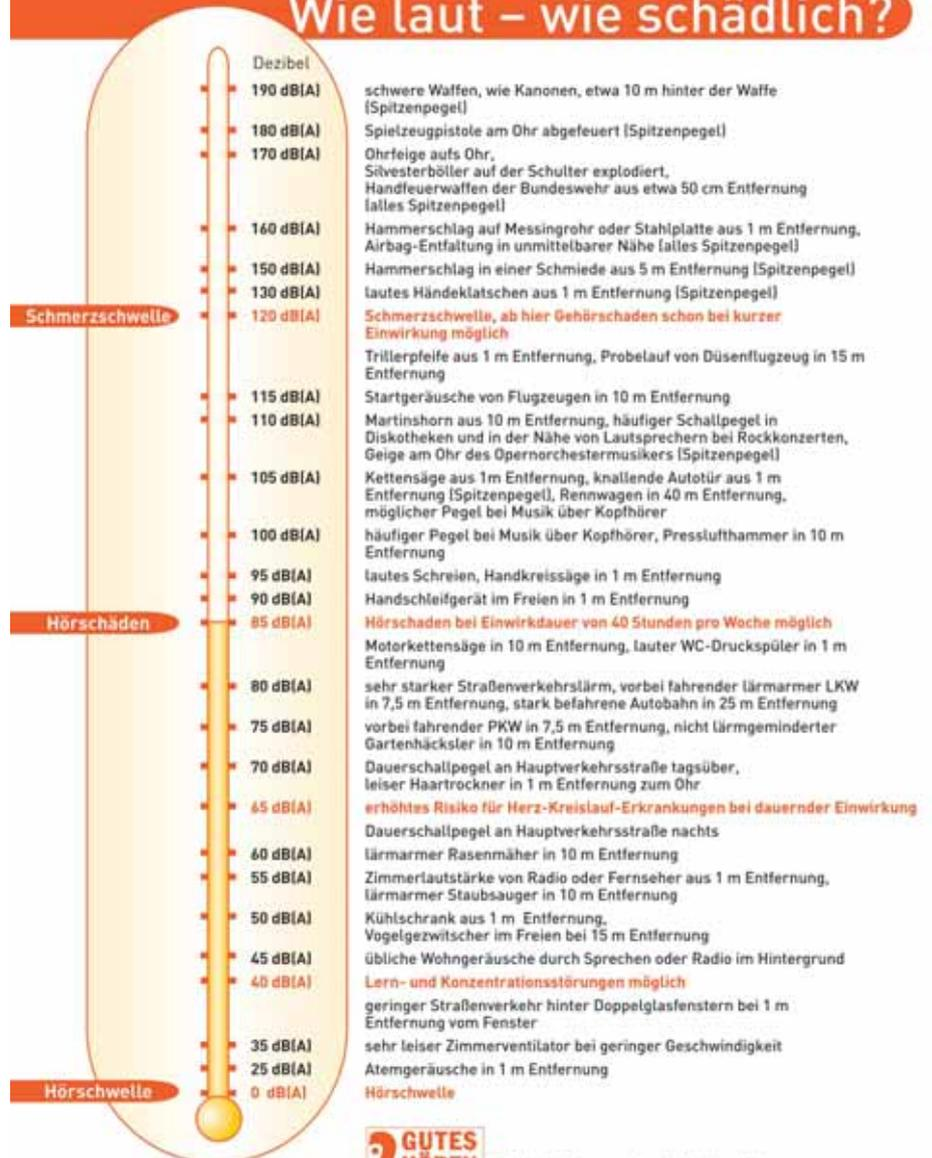 Wie laut – wie schädlich?
Dezibel
190 dB(A) schwere Waffen, wie Kanonen, etwa 10 m hinter der Waffe
(Spitzenpegel)
180 dB(A) Spielzeugpistole am Ohr abgefeuert (Spitzenpegel)
170 dB(A) Ohrfeige aufs Ohr,
Silvesterböller auf der Schulter explodiert,
Handfeuerwaffen der Bundeswehr aus etwa 50 cm Entfernung
(alles Spitzenpegel)
160 dB(A) Hammerschlag auf Messingrohr oder Stahlplatte aus 1 m Entfernung,
Airbag-Entfaltung in unmittelbarer Nähe (alles Spitzenpegel)
150 dB(A) Hammerschlag in einer Schmiede aus 5 m Entfernung (Spitzenpegel)
130 dB(A) lautes Händeklatschen aus 1 m Entfernung (Spitzenpegel)
Schmerzschwelle 120 dB(A) Schmerzschwelle, ab hier Gehörschaden schon bei kurzer
Einwirkung möglich
Trillerpfeife aus 1 m Entfernung, Probelauf von Düsenflugzeug in 15 m
Entfernung
115 dB(A) Startgeräusche von Flugzeugen in 10 m Entfernung
110 dB(A) Martinshorn aus 10 m Entfernung, häufiger Schallpegel in
Diskotheken und in der Nähe von Lautsprechern bei Rockkonzerten,
Geige am Ohr des Opernorchestermusikers (Spitzenpegel)
105 dB(A) Kettensäge aus 1m Entfernung, knallende Autotür aus 1 m
Entfernung (Spitzenpegel), Rennwagen in 40 m Entfernung,
möglicher Pegel bei Musik über Kopfhörer
100 dB(A) häufiger Pegel bei Musik über Kopfhörer, Presslufthammer in 10 m
Entfernung
95 dB(A) lautes Schreien, Handkreissäge in 1 m Entfernung
90 dB(A) Handschleifgerät im Freien in 1 m Entfernung
Hörschäden 85 dB(A) Hörschaden bei Einwirkdauer von 40 Stunden pro Woche möglich
Motorkettensäge in 10 m Entfernung, lauter WC-Druckspüler in 1 m
Entfernung
80 dB(A) sehr starker Straßenverkehrslärm, vorbei fahrender lärmarmer LKW
in 7,5 m Entfernung, stark befahrene Autobahn in 25 m Entfernung
75 dB(A) vorbei fahrender PKW in 7,5 m Entfernung, nicht lärmgeminderter
Gartenhäcksler in 10 m Entfernung
70 dB(A) Dauerschallpegel an Hauptverkehrsstraße tagsüber,
leiser Haartrockner in 1 m Entfernung zum Ohr
65 dB(A) erhöhtes Risiko für Herz-Kreislauf-Erkrankungen bei dauernder Einwirkung
Dauerschallpegel an Hauptverkehrsstraße nachts
60 dB(A) lärmarmer Rasenmäher in 10 m Entfernung
55 dB(A) Zimmerlautstärke von Radio oder Fernseher aus 1 m Entfernung,
lärmarmer Staubsauger in 10 m Entfernung
50 dB(A) Kühlschrank aus 1 m Entfernung,
Vogelgezwitscher im Freien bei 15 m Entfernung
45 dB(A) übliche Wohngeräusche durch Sprechen oder Radio im Hintergrund
40 dB(A) Lern- und Konzentrationsstörungen möglich
geringer Straßenverkehr hinter Doppelglasfenstern bei 1 m
Entfernung vom Fenster
35 dB(A) sehr leiser Zimmerventilator bei geringer Geschwindigkeit
25 dB(A) Atemgeräusche in 1 m Entfernung
Hörschwelle 0 dB(A) Hörschwelle
GUTES